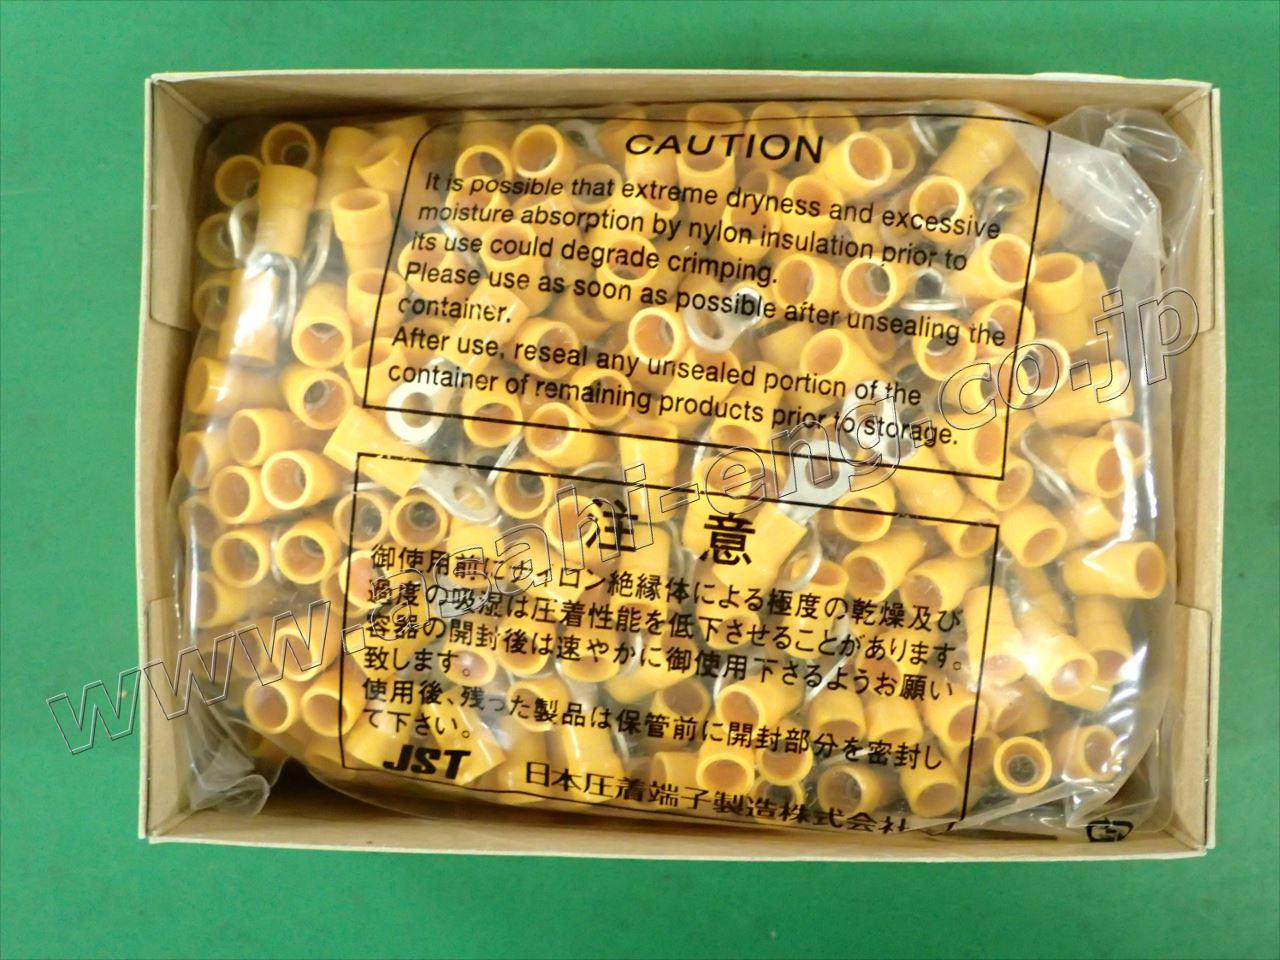 CAUTION
It is possible that extreme dryness and excessive
moisture absorption by nylon insulation prior to
its use could degrade crimping.
Please use as soon as possible after unsealing the
container.
After use, reseal any unsealed portion of the
container of remaining products prior to storage.
注 意
御使用前にナイロン絶縁体による極度の乾燥及び
過度の吸湿は圧着性能を低下させることがあります。
容器の開封後は速やかに御使用下さるようお願い
致します。
使用後、残った製品は保管前に開封部分を密封し
て下さい。
JST 日本圧着端子製造株式会社
www.asahi-eng.co.jp